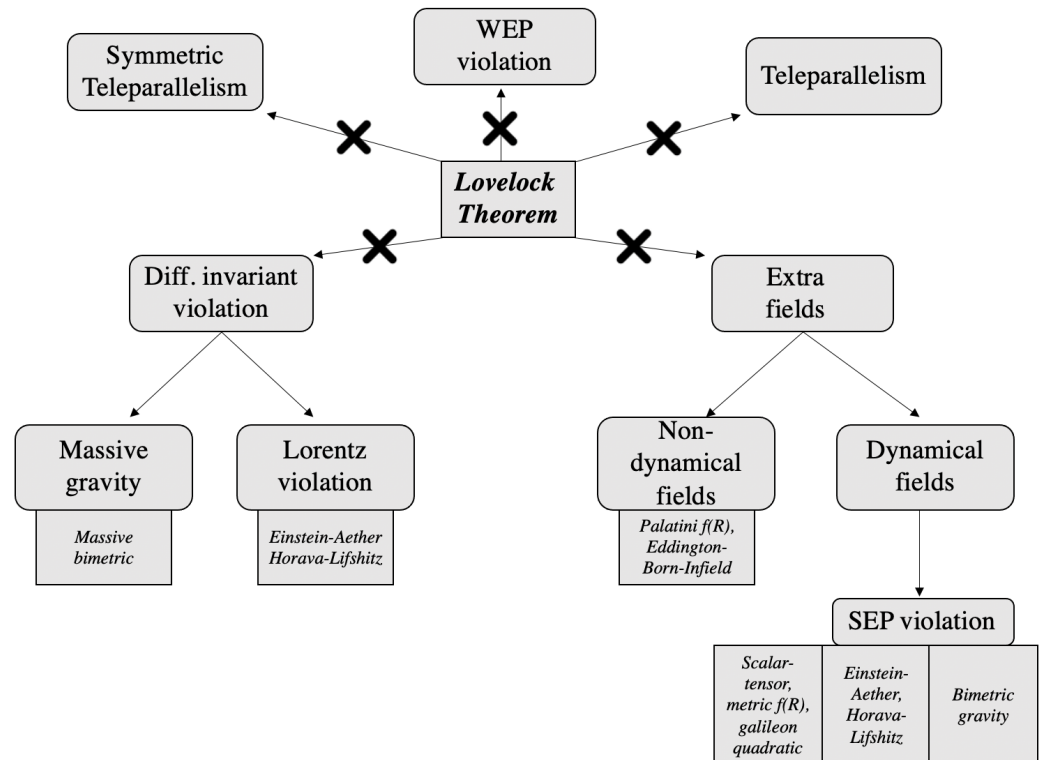 WEP
violation
Symmetric
Teleparallelism
Teleparallelism
Lovelock
Theorem
Diff. invariant
violation
Extra
fields
Massive
gravity
Massive
bimetric
Lorentz
violation
Einstein-Aether
Horava-Lifshitz
Non-
dynamical
fields
Palatini f(R),
Eddington-
Born-Infield
Dynamical
fields
SEP violation
Scalar-
tensor,
metric f(R),
galileon
quadratic
Einstein-
Aether,
Horava-
Lifshitz
Bimetric
gravity